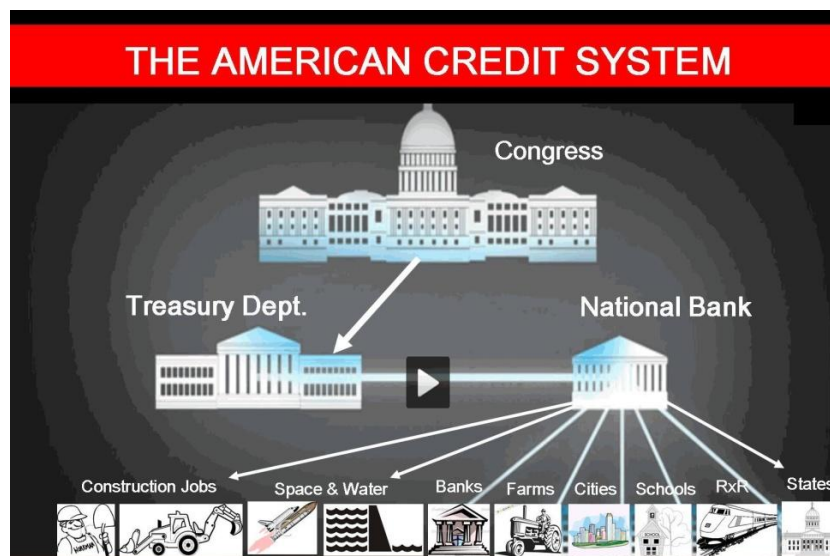 THE AMERICAN CREDIT SYSTEM
Congress
Treasury Dept.
National Bank
Construction Jobs
Space & Water
Banks
Farms
Cities
Schools
RxR
States